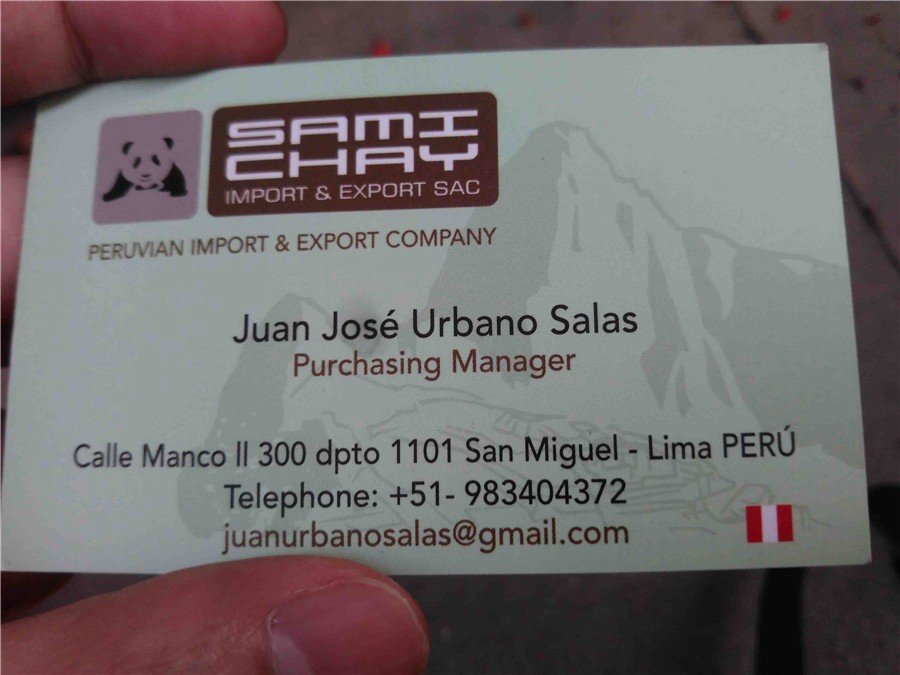 SAMI
CHAY
IMPORT & EXPORT SAC
PERUVIAN IMPORT & EXPORT COMPANY
Juan José Urbano Salas
Purchasing Manager
Calle Manco ll 300 dpto 1101 San Miguel - Lima PERÚ
Telephone: +51- 983404372
juanurbanosalas@gmail.com